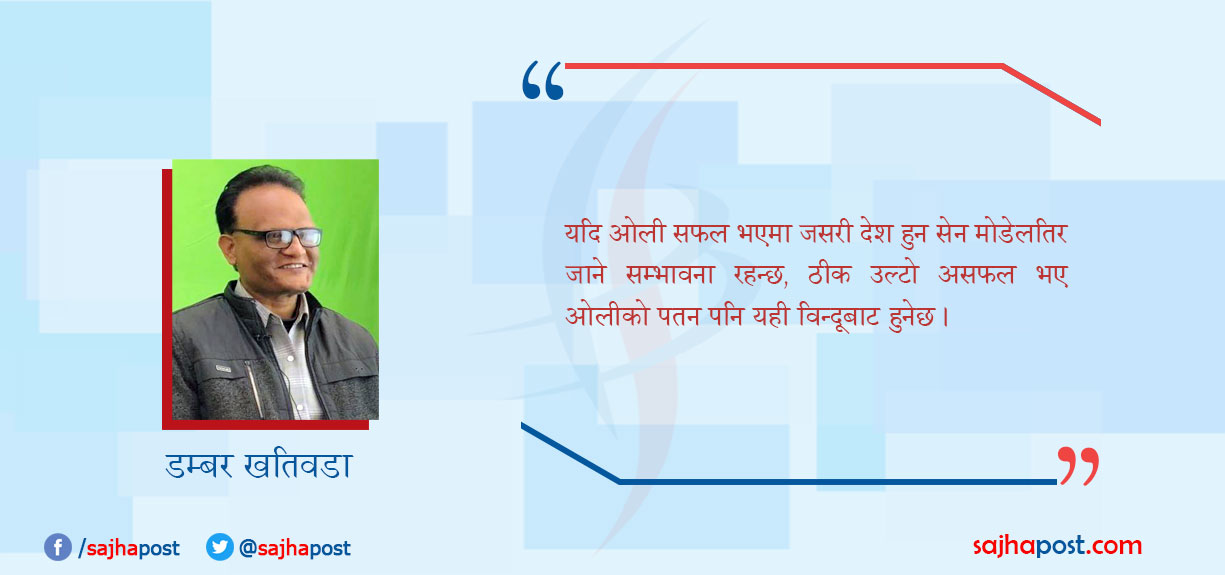 यदि ओली सफल भएमा जसरी देश हुन सेन मोडेलतिर
जाने सम्भावना रहन्छ, ठीक उल्टो असफल भए
ओलीको पतन पनि यही विन्दूबाट हुनेछ ।
डम्बर खतिवडा
/sajhapost @sajhapost
sajhapost.com